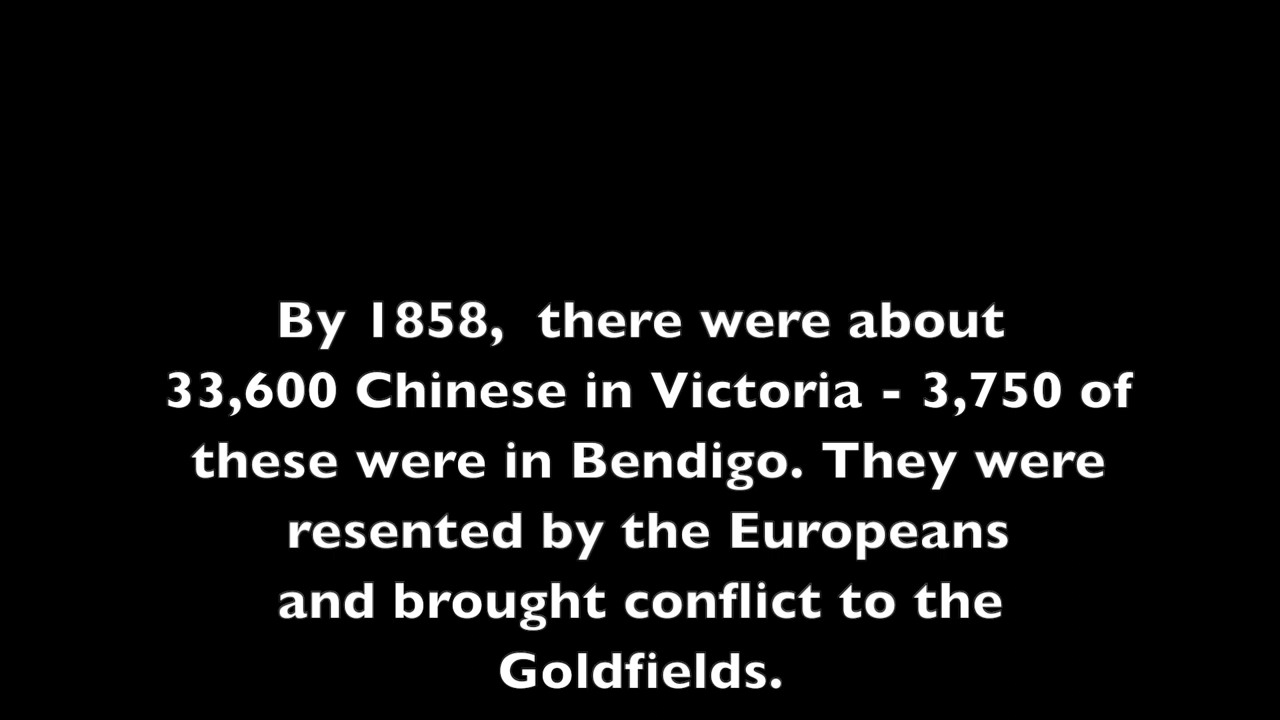 By 1858,  there were about
33,600 Chinese in Victoria - 3,750 of
these were in Bendigo. They were
resented by the Europeans
and brought conflict to the
Goldfields.